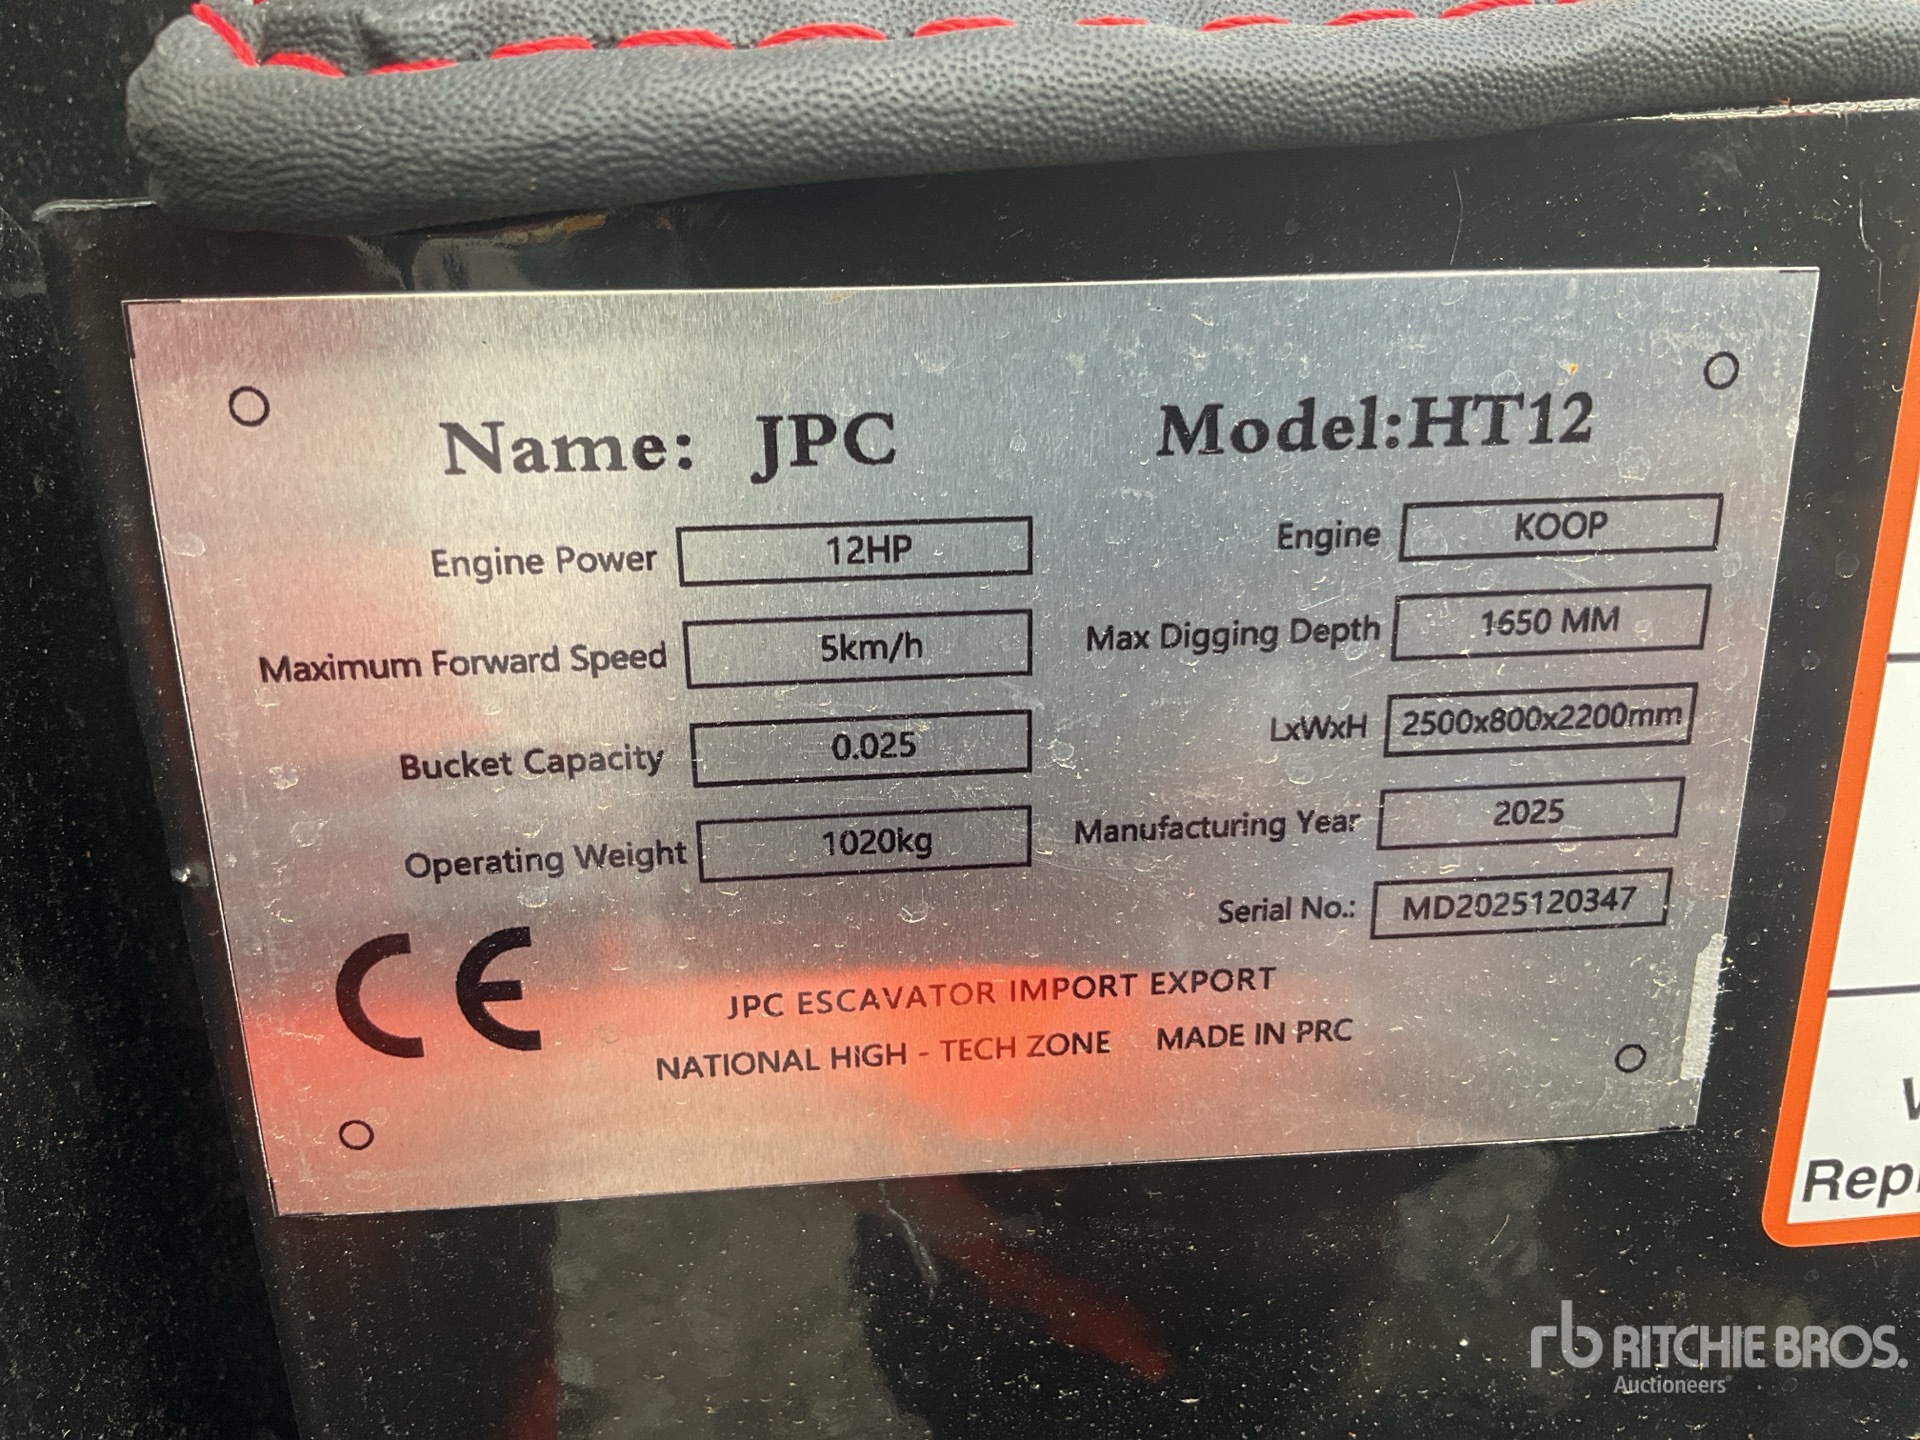 Name: JPC
Model:HT12
Engine Power 12HP
Engine KOOP
Maximum Forward Speed 5km/h
Max Digging Depth 1650 MM
Bucket Capacity 0.025
LxWxH 2500x800x2200mm
Operating Weight 1020kg
Manufacturing Year 2025
Serial No.: MD2025120347
CE
JPC ESCAVATOR IMPORT EXPORT
NATIONAL HIGH - TECH ZONE MADE IN PRC
rb RITCHIE BROS.
Auctioneers